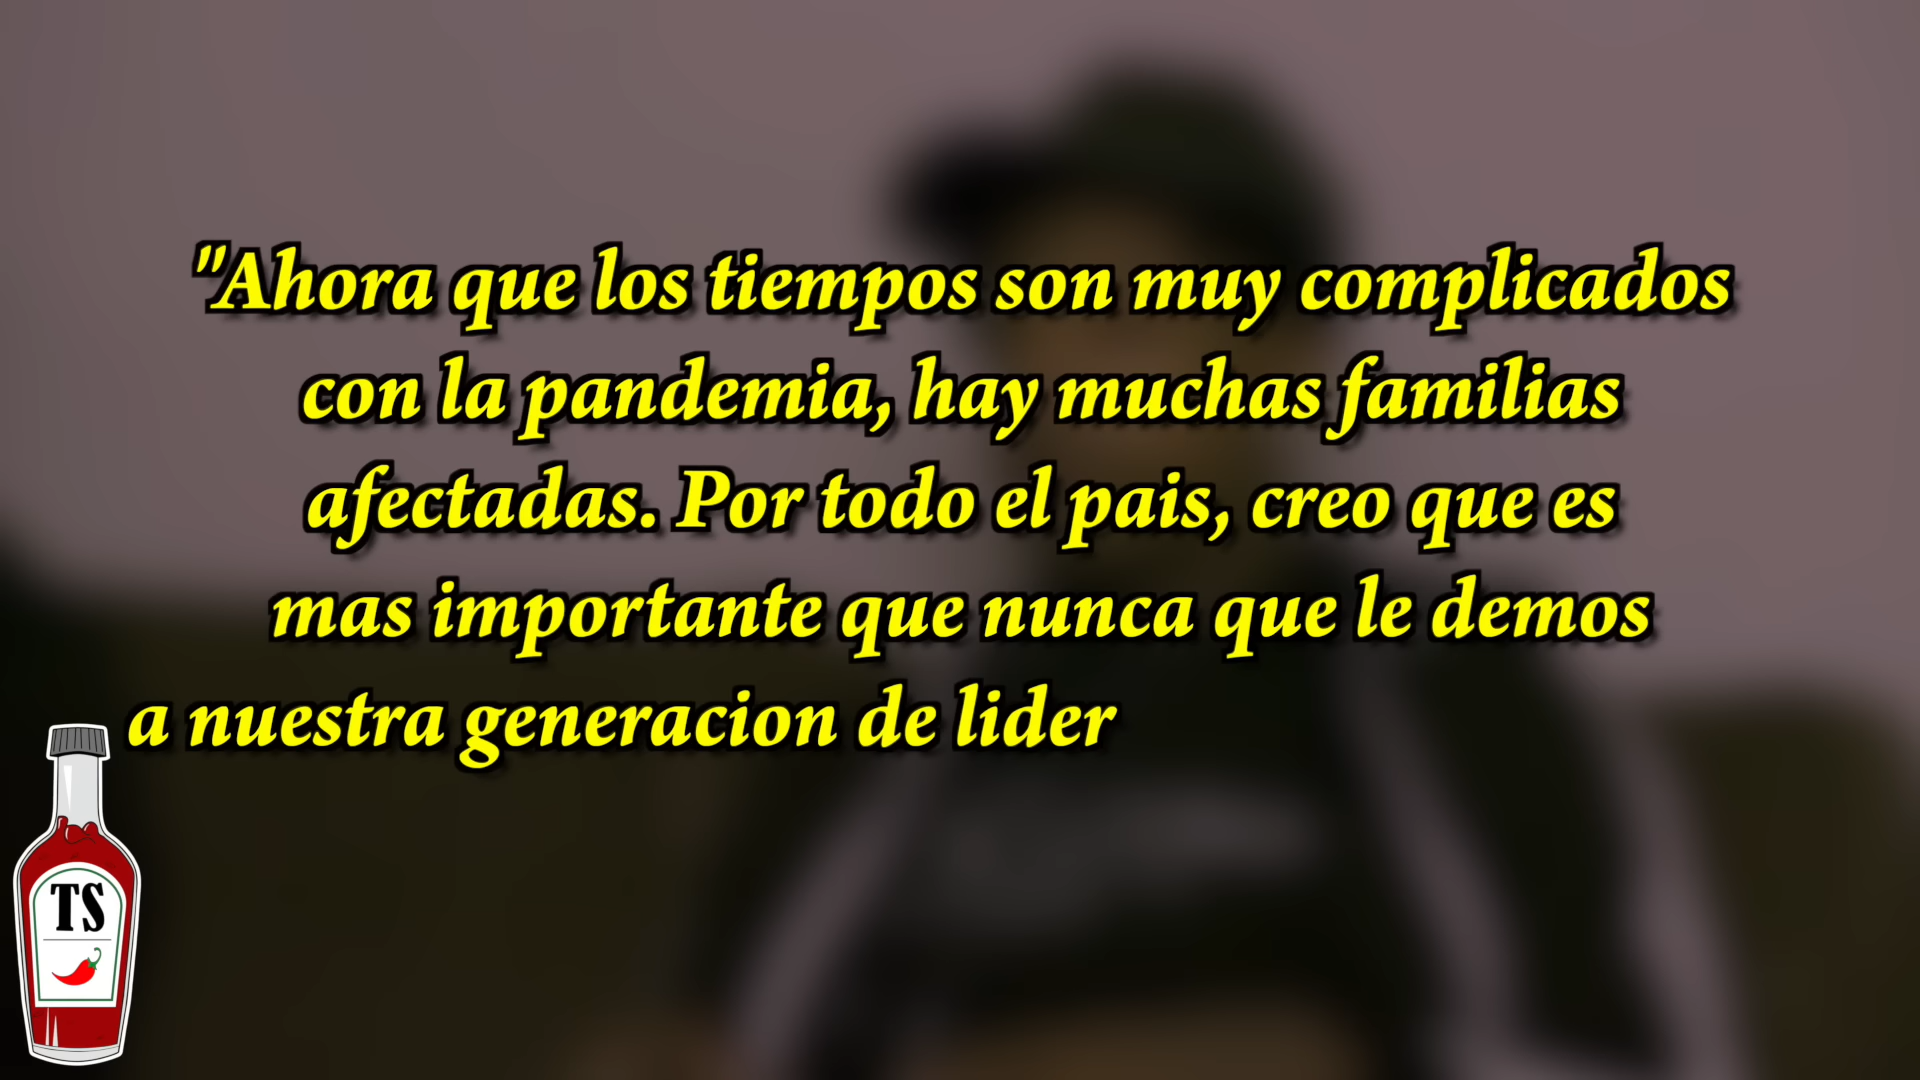 "Ahora que los tiempos son muy complicados
con la pandemia, hay muchas familias
afectadas. Por todo el pais, creo que es
mas importante que nunca que le demos
a nuestra generacion de lider
TS